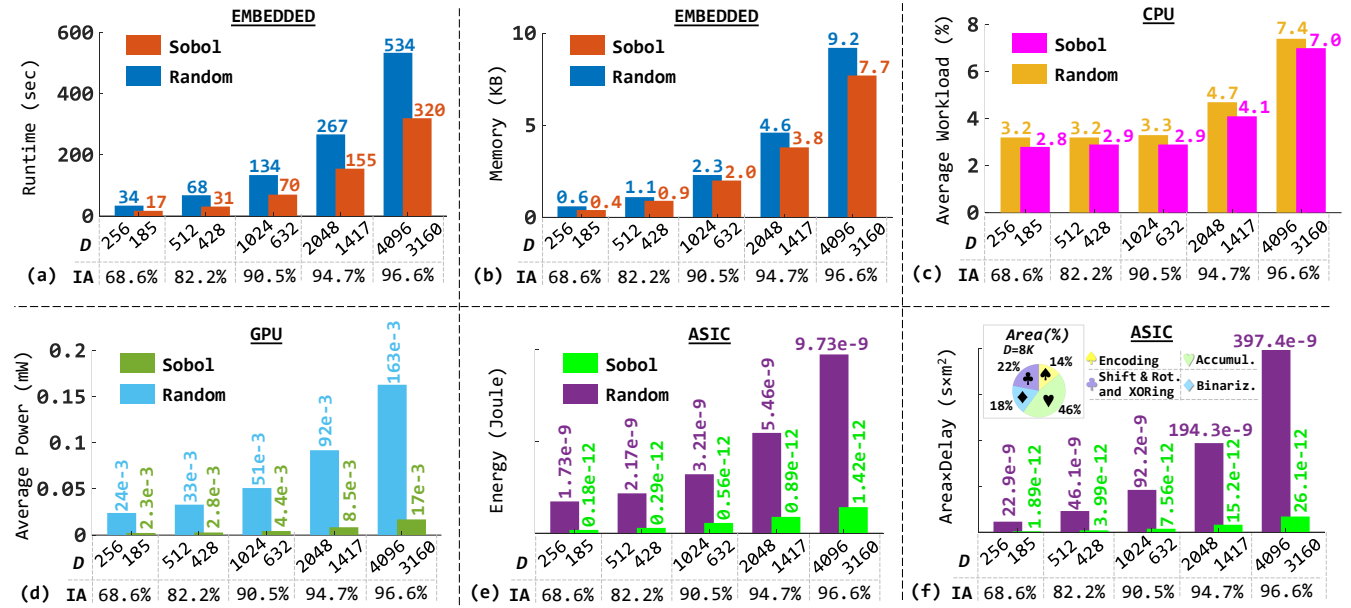 EMBEDDED
Runtime (sec)
600
400
200
0
Sobol
Random
34
17
68
31
134
70
267
155
534
320
D
256
185
512
428
1024
632
2048
1417
4096
3160
(a)
IA
68.6%
82.2%
90.5%
94.7%
96.6%
EMBEDDED
Memory (KB)
10
5
0
Sobol
Random
0.6
0.4
1.1
0.9
2.3
2.0
4.6
3.8
9.2
7.7
D
256
185
512
428
1024
632
2048
1417
4096
3160
(b)
IA
68.6%
82.2%
90.5%
94.7%
96.6%
CPU
Average Workload (%)
8
6
4
2
0
Sobol
Random
3.2
2.8
3.2
2.9
3.3
2.9
4.7
4.1
7.4
7.0
D
256
185
512
428
1024
632
2048
1417
4096
3160
(c)
IA
68.6%
82.2%
90.5%
94.7%
96.6%
GPU
Average Power (mW)
0.2
0.15
0.1
0.05
0
Sobol
Random
24e-3
2.3e-3
33e-3
2.8e-3
51e-3
4.4e-3
92e-3
8.5e-3
163e-3
17e-3
D
256
185
512
428
1024
632
2048
1417
4096
3160
(d)
IA
68.6%
82.2%
90.5%
94.7%
96.6%
ASIC
Energy (Joule)
Sobol
Random
1.73e-9
0.18e-12
2.17e-9
0.29e-12
3.21e-9
0.56e-12
5.46e-9
0.89e-12
9.73e-9
1.42e-12
D
256
185
512
428
1024
632
2048
1417
4096
3160
(e)
IA
68.6%
82.2%
90.5%
94.7%
96.6%
ASIC
Area×Delay (s×m²)
Area(%)
D=8K
22%
14%
18%
46%
Encoding
Accumul.
Shift & Rot.
and XORing
Binariz.
22.9e-9
1.89e-12
46.1e-9
3.99e-12
92.2e-9
7.56e-12
194.3e-9
15.2e-12
397.4e-9
26.1e-12
D
256
185
512
428
1024
632
2048
1417
4096
3160
(f)
IA
68.6%
82.2%
90.5%
94.7%
96.6%